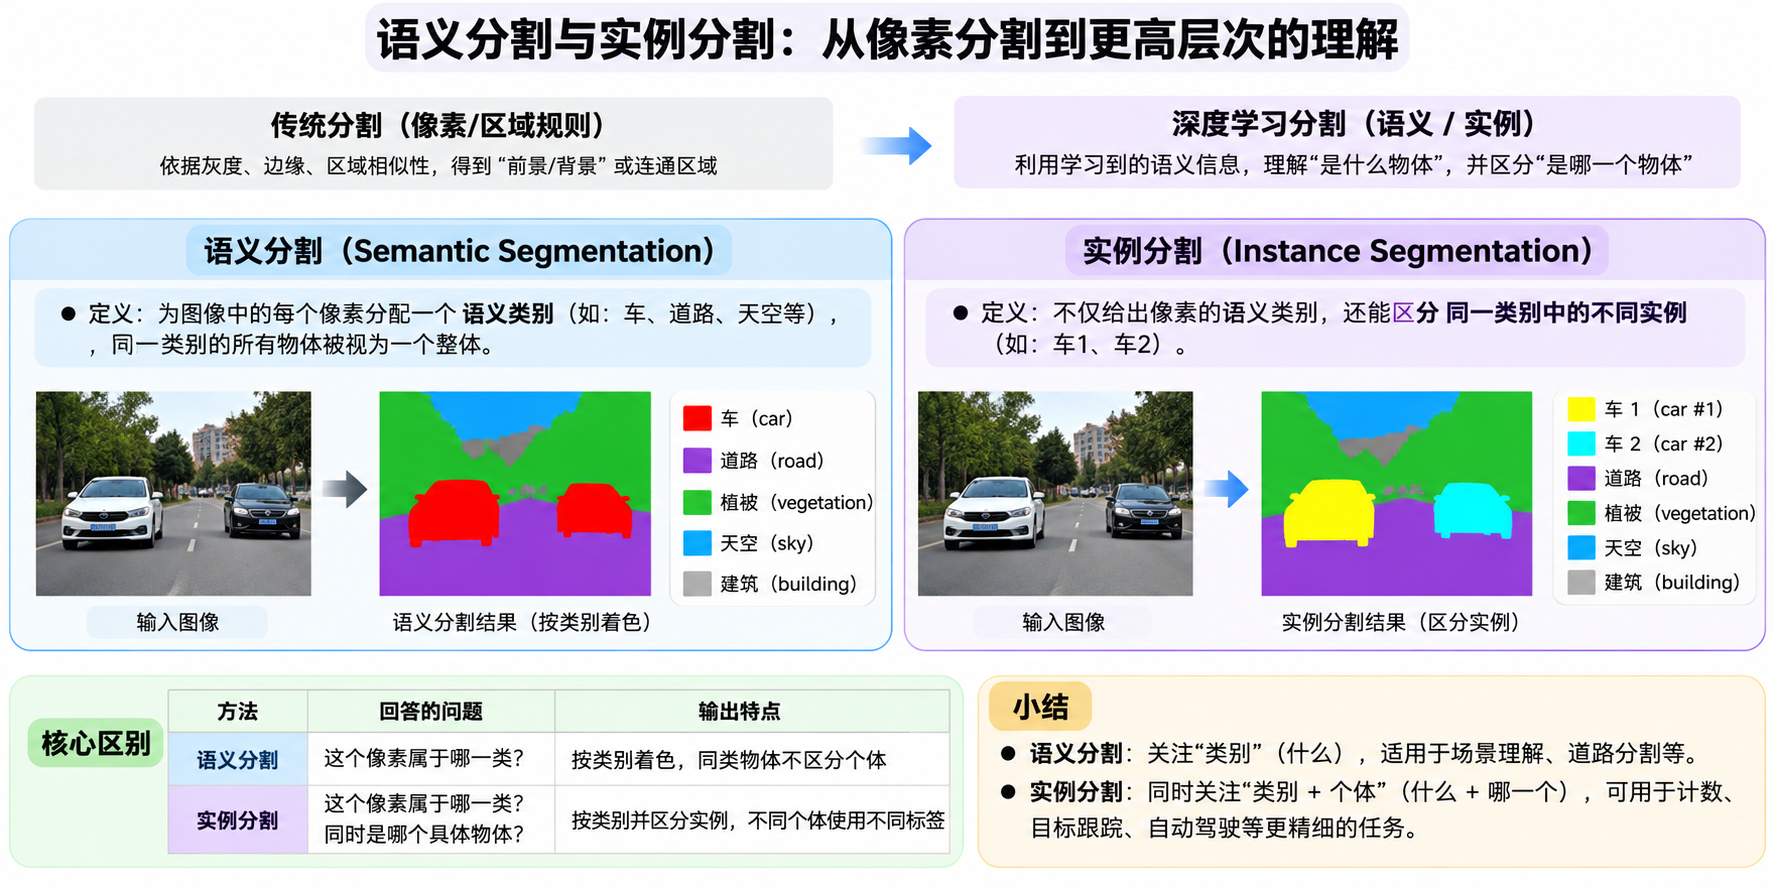 语义分割与实例分割：从像素分割到更高层次的理解
传统分割（像素/区域规则）
依据灰度、边缘、区域相似性，得到 “前景/背景” 或连通区域
深度学习分割（语义 / 实例）
利用学习到的语义信息，理解“是什么物体”，并区分“是哪一个物体”
语义分割（Semantic Segmentation）
● 定义：为图像中的每个像素分配一个 语义类别（如：车、道路、天空等），
，同一类别的所有物体被视为一个整体。
车（car）
道路（road）
植被（vegetation）
天空（sky）
建筑（building）
输入图像
语义分割结果（按类别着色）
实例分割（Instance Segmentation）
● 定义：不仅给出像素的语义类别，还能区分 同一类别中的不同实例
（如：车1、车2）。
车 1（car #1）
车 2（car #2）
道路（road）
植被（vegetation）
天空（sky）
建筑（building）
输入图像
实例分割结果（区分实例）
核心区别
方法 回答的问题 输出特点
语义分割 这个像素属于哪一类？ 按类别着色，同类物体不区分个体
实例分割 这个像素属于哪一类？
同时是哪个具体物体？ 按类别并区分实例，不同个体使用不同标签
小结
● 语义分割：关注“类别”（什么），适用于场景理解、道路分割等。
● 实例分割：同时关注“类别 + 个体”（什么 + 哪一个），可用于计数、
目标跟踪、自动驾驶等更精细的任务。